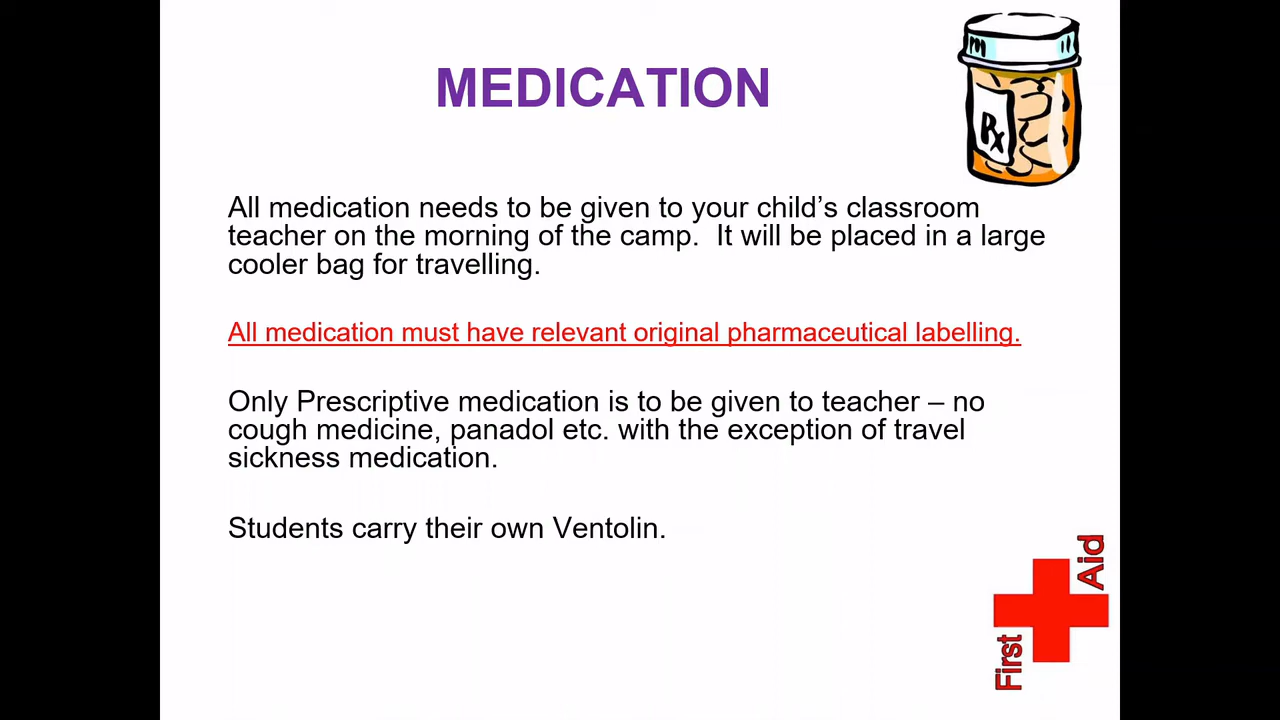 MEDICATION
Rx
All medication needs to be given to your child’s classroom
teacher on the morning of the camp.  It will be placed in a large
cooler bag for travelling.
All medication must have relevant original pharmaceutical labelling.
Only Prescriptive medication is to be given to teacher – no
cough medicine, panadol etc. with the exception of travel
sickness medication.
Students carry their own Ventolin.
First
Aid